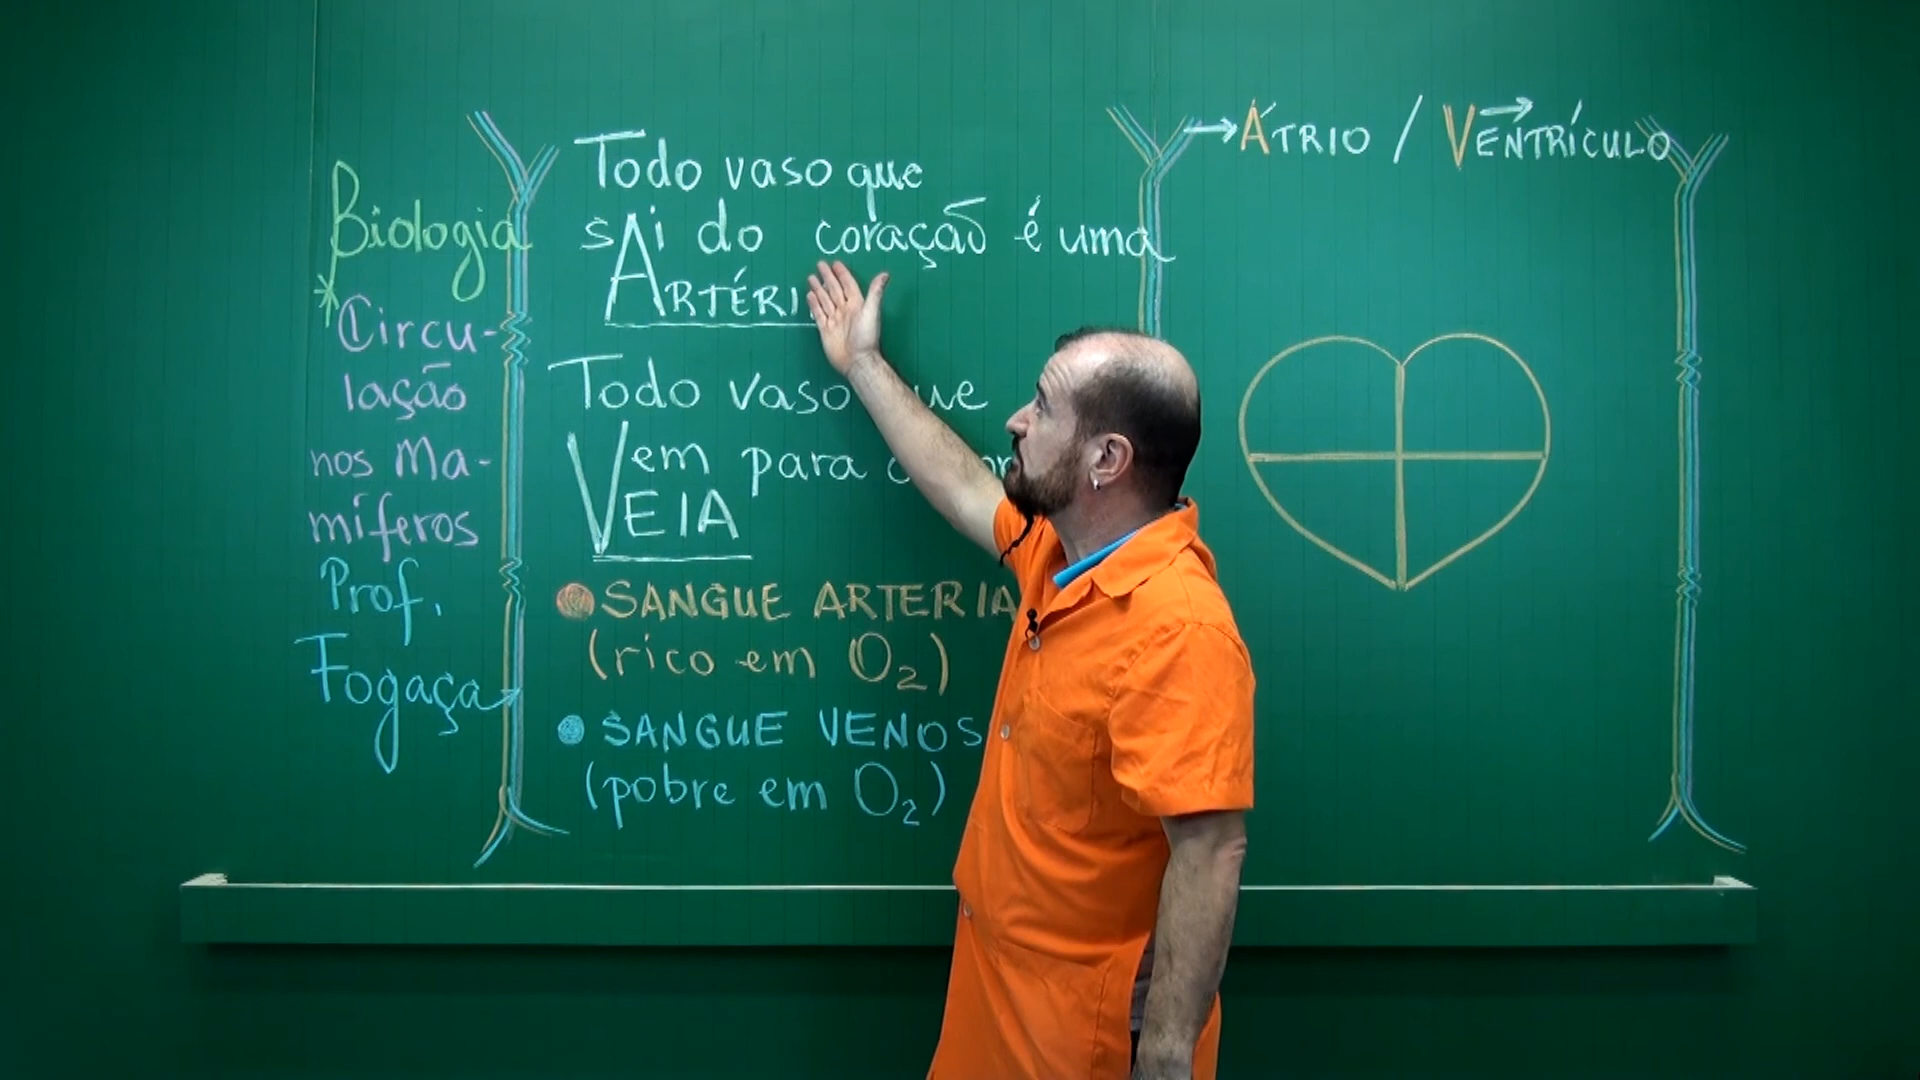 Biologia
Circu-
lação
nos Ma-
míferos
Prof.
Fogaça
Todo vaso que
sAi do coração é uma
ARTÉRI
Todo vaso
Vem para
VEIA
SANGUE ARTERIA
(rico em O₂)
SANGUE VENOS
(pobre em O₂)
→ ÁTRIO / VENTRÍCULO